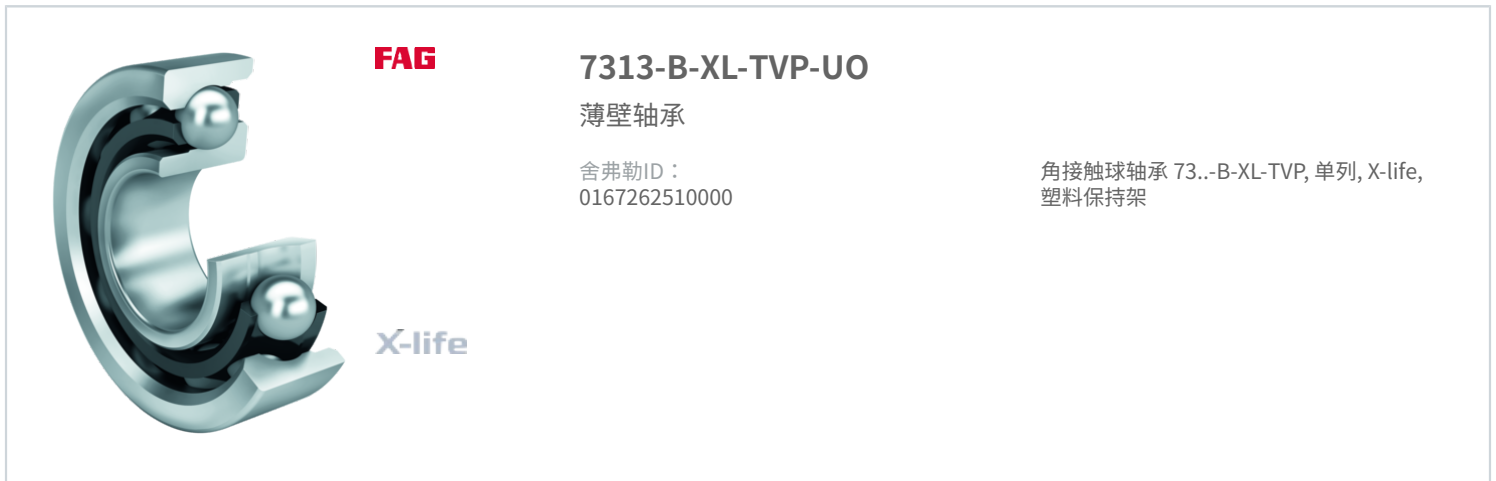 FAG
7313-B-XL-TVP-UO
薄壁轴承
舍弗勒ID：
0167262510000
角接触球轴承 73..-B-XL-TVP, 单列, X-life,
塑料保持架
X-life